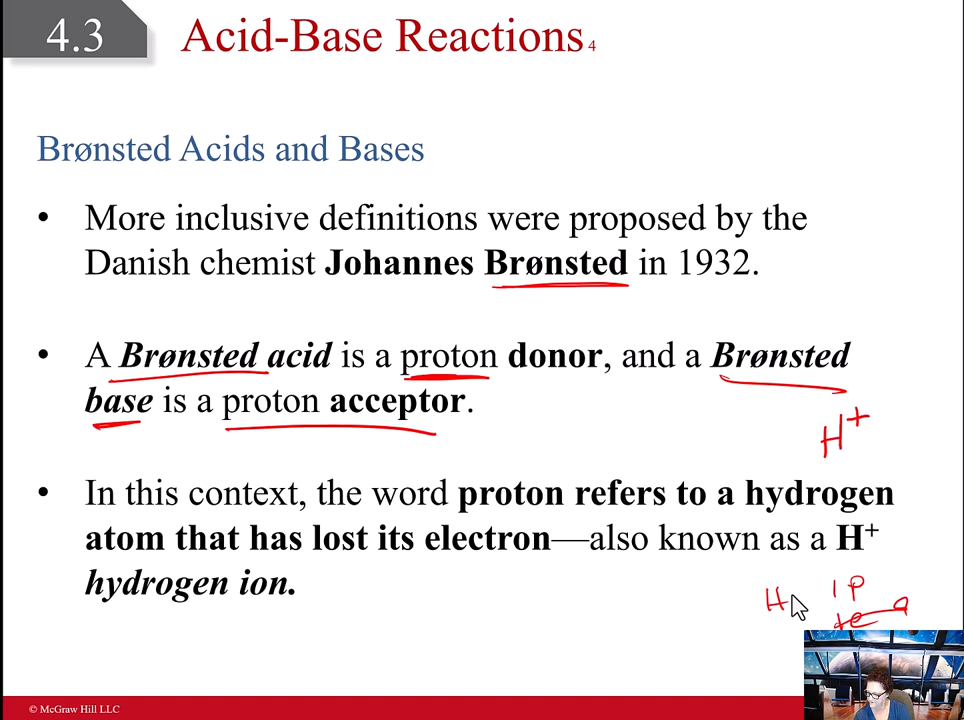 4.3
Acid-Base Reactions 4
Brønsted Acids and Bases
• More inclusive definitions were proposed by the
Danish chemist Johannes Brønsted in 1932.
• A Brønsted acid is a proton donor, and a Brønsted
base is a proton acceptor.
H+
• In this context, the word proton refers to a hydrogen
atom that has lost its electron—also known as a H+
hydrogen ion.
H 1P
© McGraw Hill LLC